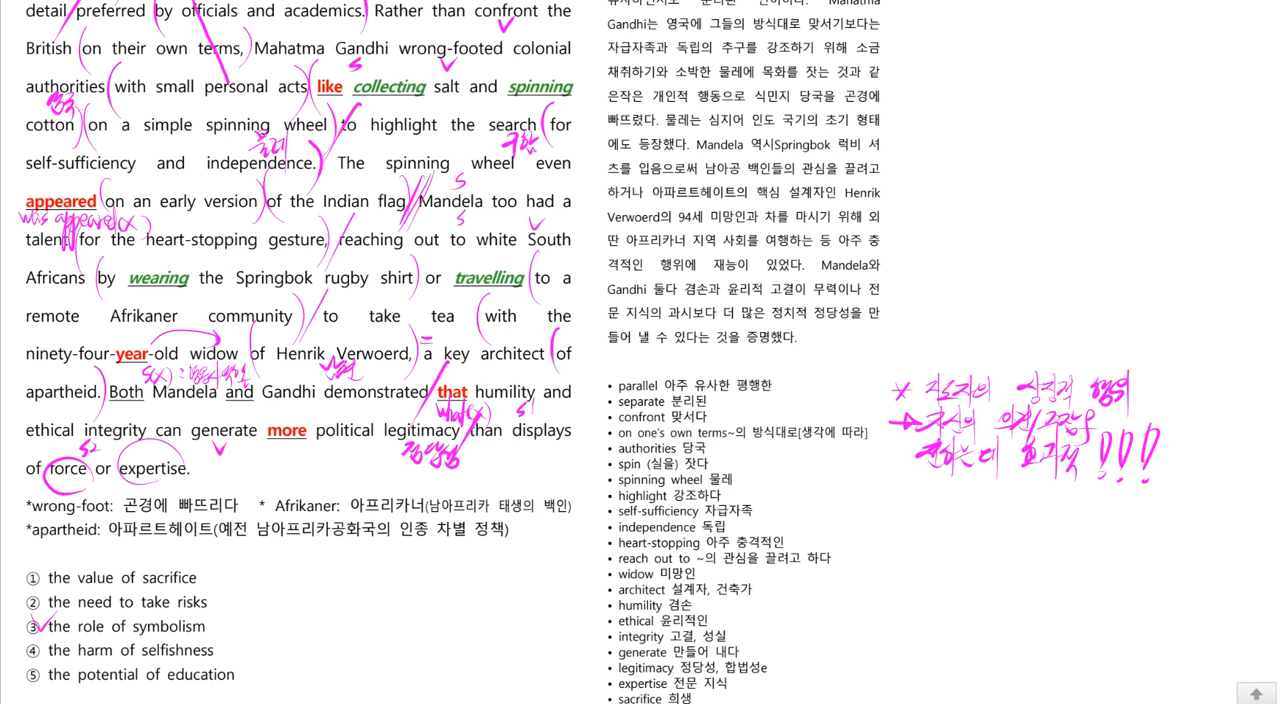 detail preferred by officials and academics. Rather than confront the
British on their own terms, Mahatma Gandhi wrong-footed colonial
authorities with small personal acts like collecting salt and spinning
영국
cotton on a simple spinning wheel to highlight the search for
물레
구함
self-sufficiency and independence. The spinning wheel even
appeared on an early version of the Indian flag. Mandela too had a
was appeared(x)
talent for the heart-stopping gesture, reaching out to white South
Africans by wearing the Springbok rugby shirt or travelling to a
remote Afrikaner community to take tea with the
ninety-four-year-old widow of Henrik Verwoerd, a key architect of
s(x)
남편
apartheid. Both Mandela and Gandhi demonstrated that humility and
what(x)
S1
ethical integrity can generate more political legitimacy than displays
S2
정당성
of force or expertise.
*wrong-foot: 곤경에 빠뜨리다 * Afrikaner: 아프리카너(남아프리카 태생의 백인)
*apartheid: 아파르트헤이트(예전 남아프리카공화국의 인종 차별 정책)
① the value of sacrifice
② the need to take risks
③ the role of symbolism
④ the harm of selfishness
⑤ the potential of education
Gandhi는 영국에 그들의 방식대로 맞서기보다는
자급자족과 독립의 추구를 강조하기 위해 소금
채취하기와 소박한 물레에 목화를 잣는 것과 같
은작은 개인적 행동으로 식민지 당국을 곤경에
빠뜨렸다. 물레는 심지어 인도 국기의 초기 형태
에도 등장했다. Mandela 역시Springbok 럭비 셔
츠를 입음으로써 남아공 백인들의 관심을 끌려고
하거나 아파르트헤이트의 핵심 설계자인 Henrik
Verwoerd의 94세 미망인과 차를 마시기 위해 외
딴 아프리카너 지역 사회를 여행하는 등 아주 충
격적인 행위에 재능이 있었다. Mandela와
Gandhi 둘다 겸손과 윤리적 고결이 무력이나 전
문 지식의 과시보다 더 많은 정치적 정당성을 만
들어 낼 수 있다는 것을 증명했다.
• parallel 아주 유사한 평행한
• separate 분리된
• confront 맞서다
• on one's own terms~의 방식대로[생각에 따라]
• authorities 당국
• spin (실을) 잣다
• spinning wheel 물레
• highlight 강조하다
• self-sufficiency 자급자족
• independence 독립
• heart-stopping 아주 충격적인
• reach out to ~의 관심을 끌려고 하다
• widow 미망인
• architect 설계자, 건축가
• humility 겸손
• ethical 윤리적인
• integrity 고결, 성실
• generate 만들어 내다
• legitimacy 정당성, 합법성e
• expertise 전문 지식
• sacrifice 희생
* 지도자의 상징적 행위
→ 자신의 의견/주장을
전하는데 효과적!!!